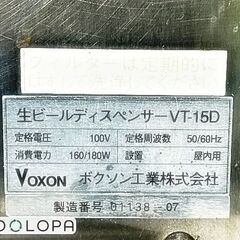 フィルターは定期的に
生ビールディスペンサー VT-15D
定格電圧 100V 定格周波数 50/60Hz
消費電力 160/180W 設置 屋内用
VOXON ボクソン工業株式会社
製造番号 01138-07
OOLOPA